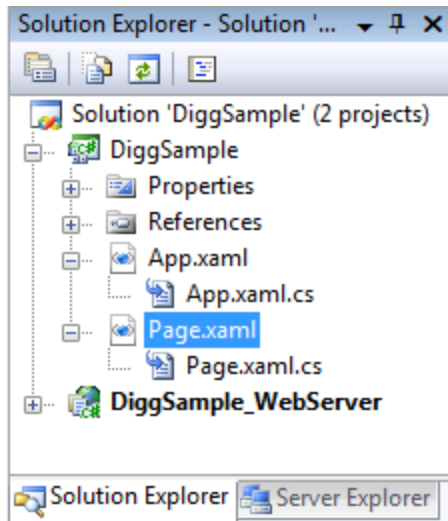 Solution Explorer - Solution '...
Solution 'DiggSample' (2 projects)
DiggSample
Properties
References
App.xaml
App.xaml.cs
Page.xaml
Page.xaml.cs
DiggSample_WebServer
Solution Explorer Server Explorer